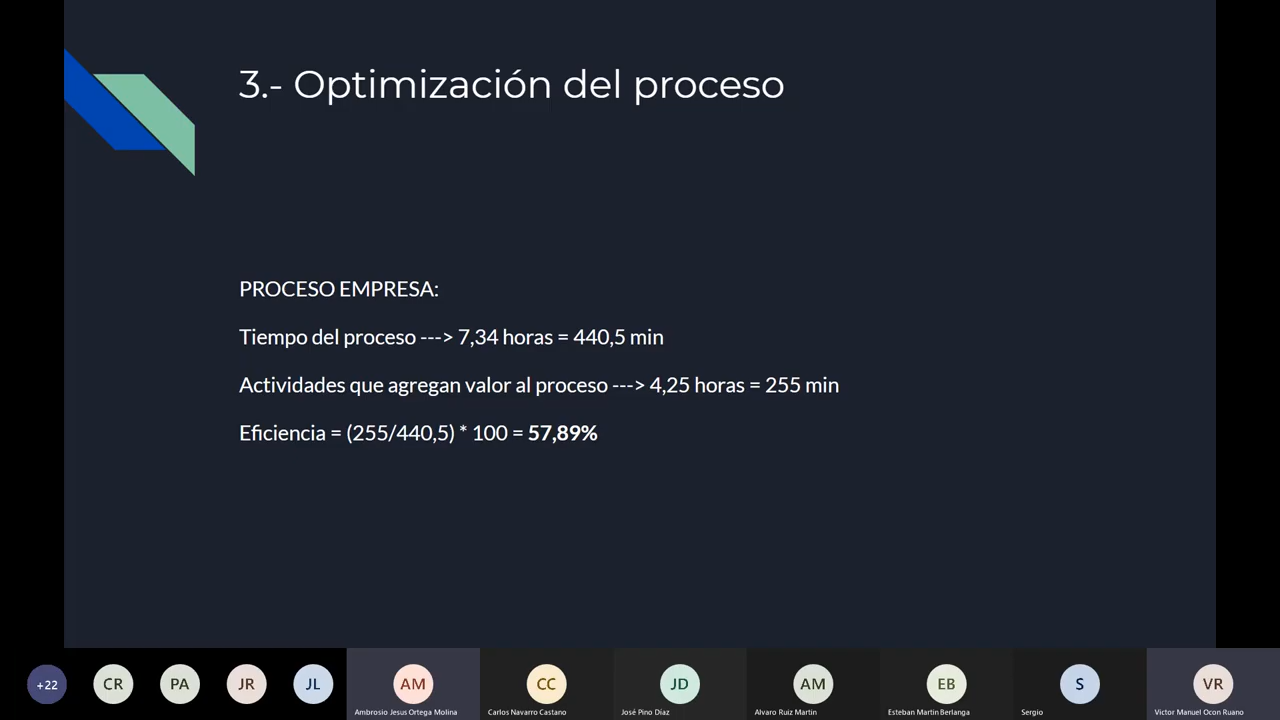 3.- Optimización del proceso
PROCESO EMPRESA:
Tiempo del proceso ---> 7,34 horas = 440,5 min
Actividades que agregan valor al proceso ---> 4,25 horas = 255 min
Eficiencia = (255/440,5) * 100 = 57,89%
+22
CR
PA
JR
JL
AM
CC
JD
AM
EB
S
VR
Ambrosio Jesus Ortega Molina
Carlos Navarro Castano
José Pino Díaz
Alvaro Ruiz Martin
Esteban Martin Berlanga
Sergio
Victor Manuel Ocon Ruano